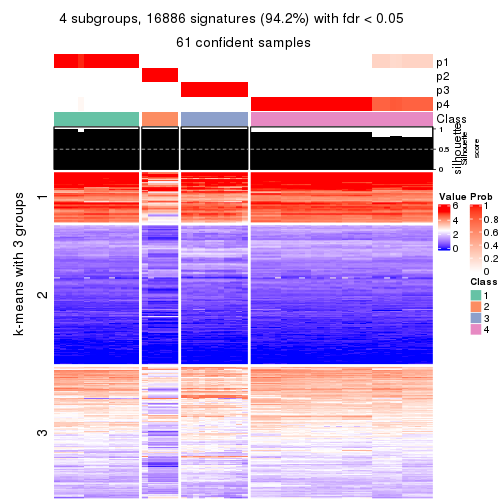 4 subgroups, 16886 signatures (94.2%) with fdr < 0.05
61 confident samples
p1
p2
p3
p4
Class
1
0.5
0
silhouette
Silhouette
score
k-means with 3 groups
1
2
3
Value
6
4
2
0
Prob
1
0.8
0.6
0.4
0.2
0
Class
1
2
3
4